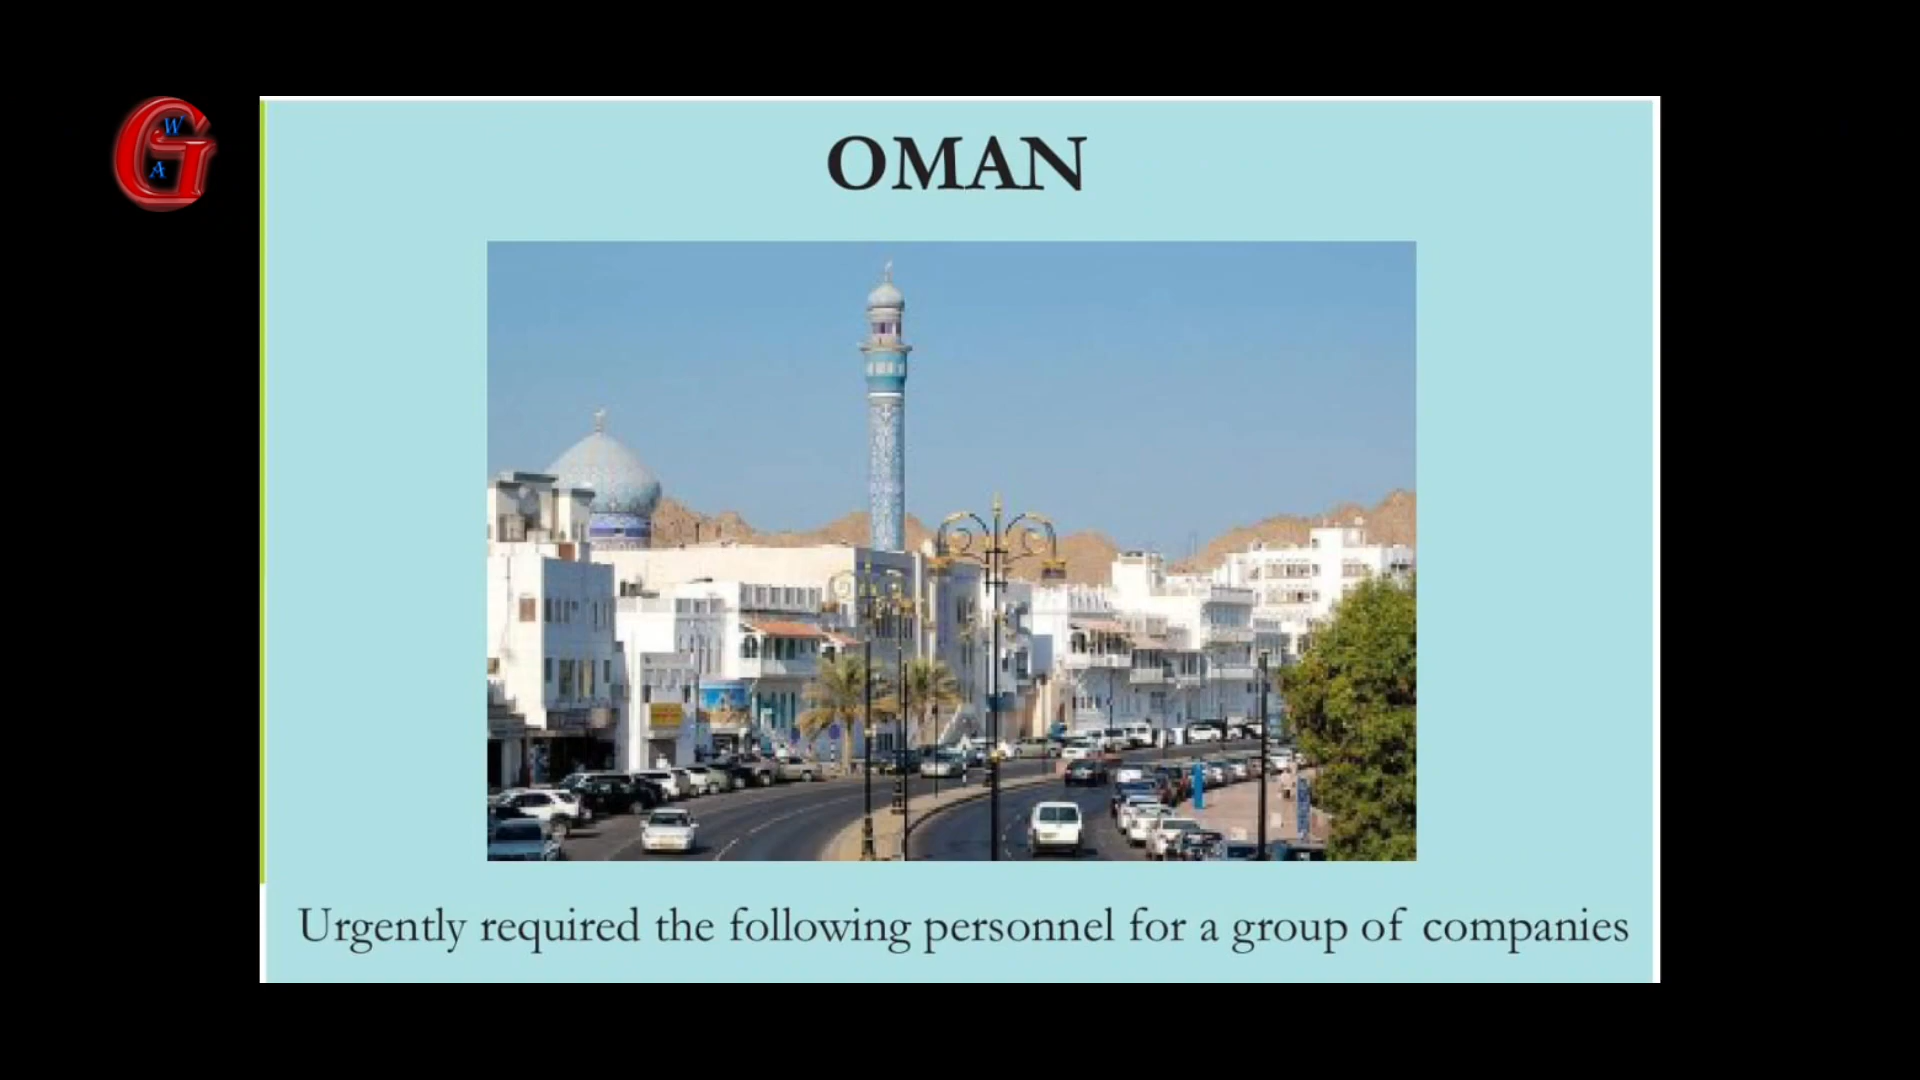 G
W
A
OMAN
Urgently required the following personnel for a group of companies